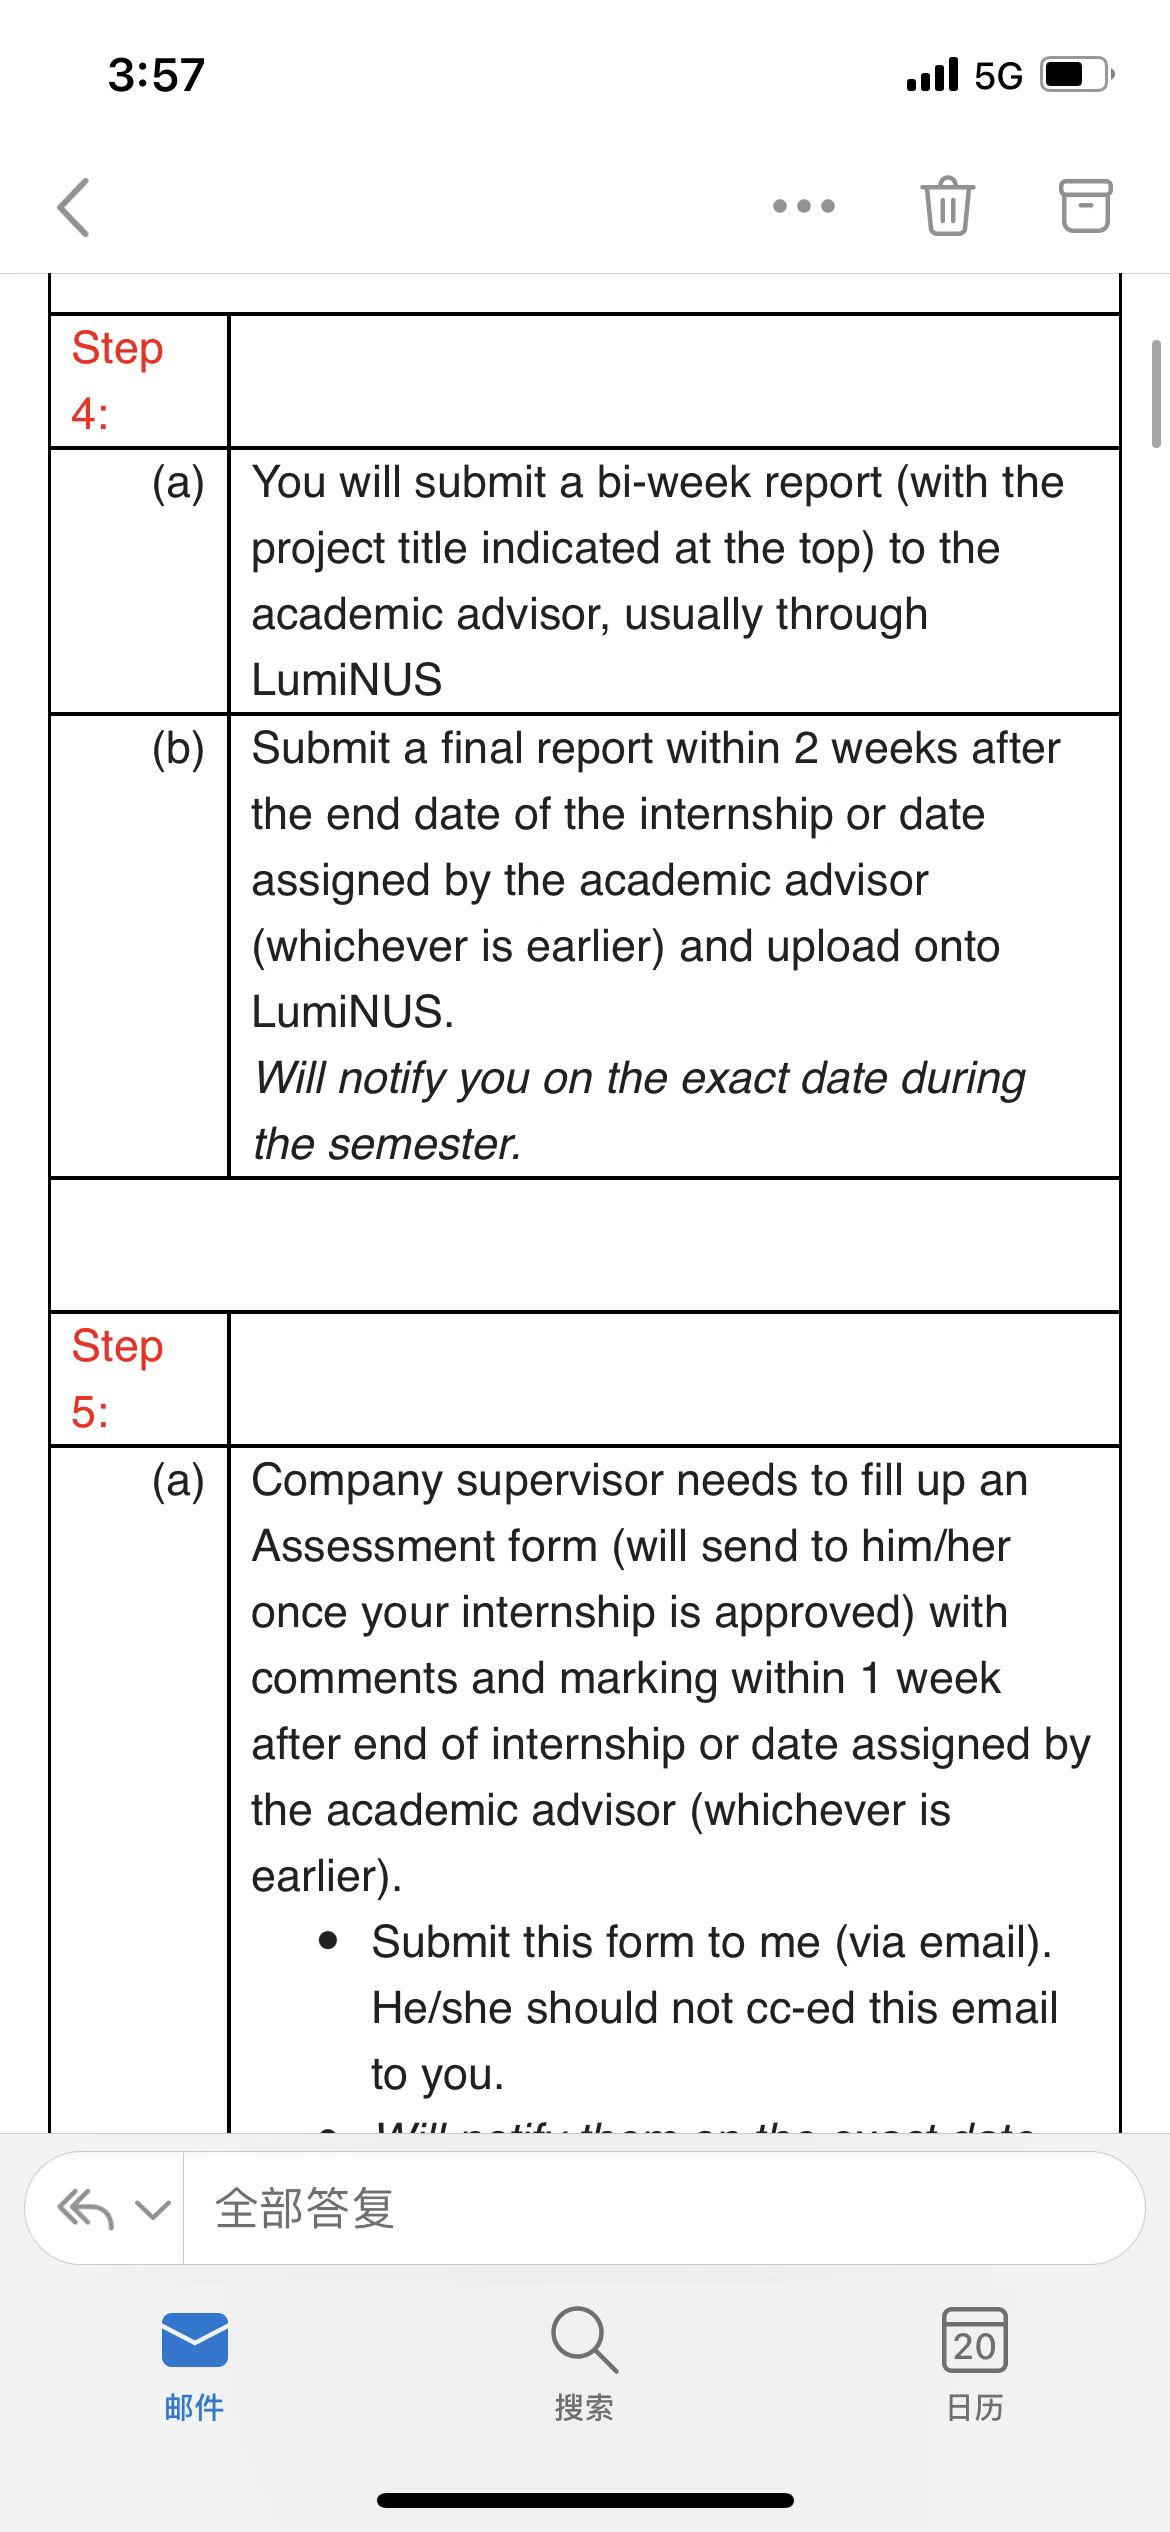 3:57
5G
Step
4:
(a)
You will submit a bi-week report (with the
project title indicated at the top) to the
academic advisor, usually through
LumiNUS
(b)
Submit a final report within 2 weeks after
the end date of the internship or date
assigned by the academic advisor
(whichever is earlier) and upload onto
LumiNUS.
Will notify you on the exact date during
the semester.
Step
5:
(a)
Company supervisor needs to fill up an
Assessment form (will send to him/her
once your internship is approved) with
comments and marking within 1 week
after end of internship or date assigned by
the academic advisor (whichever is
earlier).
• Submit this form to me (via email).
He/she should not cc-ed this email
to you.
• Will notify them on the exact date
全部答复
邮件
搜索
20
日历